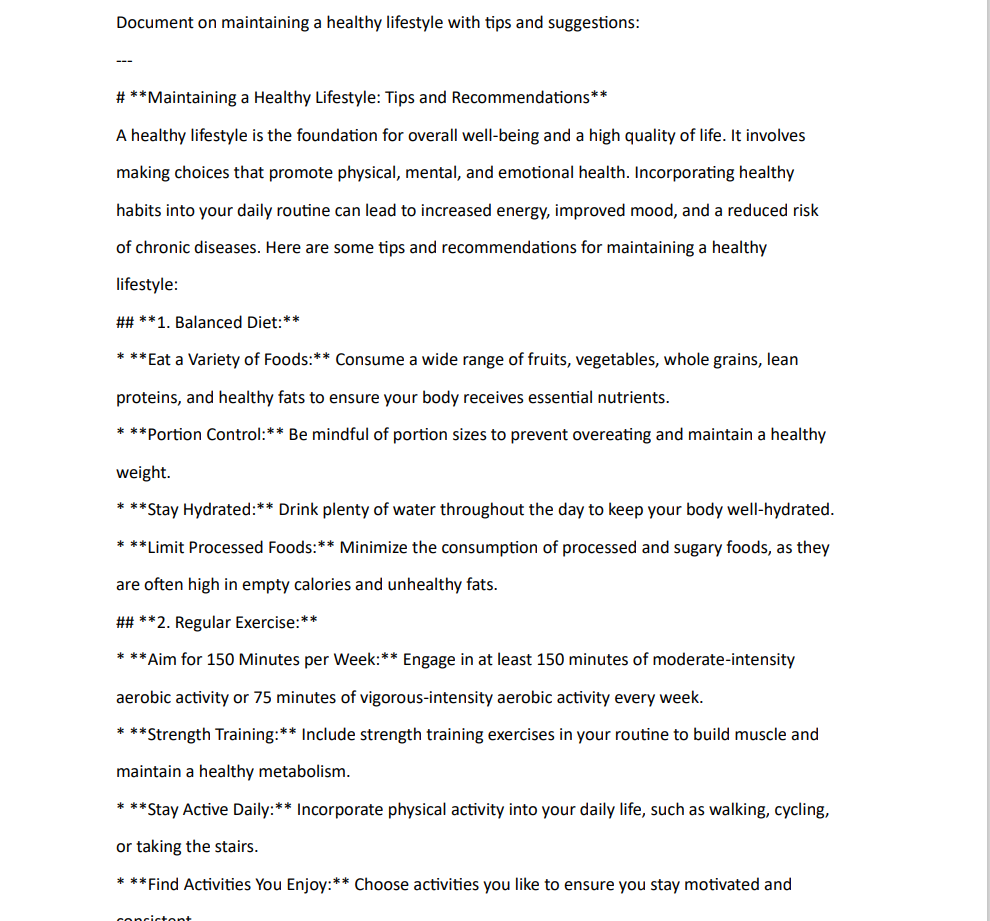 Document on maintaining a healthy lifestyle with tips and suggestions:
---
# **Maintaining a Healthy Lifestyle: Tips and Recommendations**
A healthy lifestyle is the foundation for overall well-being and a high quality of life. It involves
making choices that promote physical, mental, and emotional health. Incorporating healthy
habits into your daily routine can lead to increased energy, improved mood, and a reduced risk
of chronic diseases. Here are some tips and recommendations for maintaining a healthy
lifestyle:
## **1. Balanced Diet:**
* **Eat a Variety of Foods:** Consume a wide range of fruits, vegetables, whole grains, lean
proteins, and healthy fats to ensure your body receives essential nutrients.
* **Portion Control:** Be mindful of portion sizes to prevent overeating and maintain a healthy
weight.
* **Stay Hydrated:** Drink plenty of water throughout the day to keep your body well-hydrated.
* **Limit Processed Foods:** Minimize the consumption of processed and sugary foods, as they
are often high in empty calories and unhealthy fats.
## **2. Regular Exercise:**
* **Aim for 150 Minutes per Week:** Engage in at least 150 minutes of moderate-intensity
aerobic activity or 75 minutes of vigorous-intensity aerobic activity every week.
* **Strength Training:** Include strength training exercises in your routine to build muscle and
maintain a healthy metabolism.
* **Stay Active Daily:** Incorporate physical activity into your daily life, such as walking, cycling,
or taking the stairs.
* **Find Activities You Enjoy:** Choose activities you like to ensure you stay motivated and
consistent.